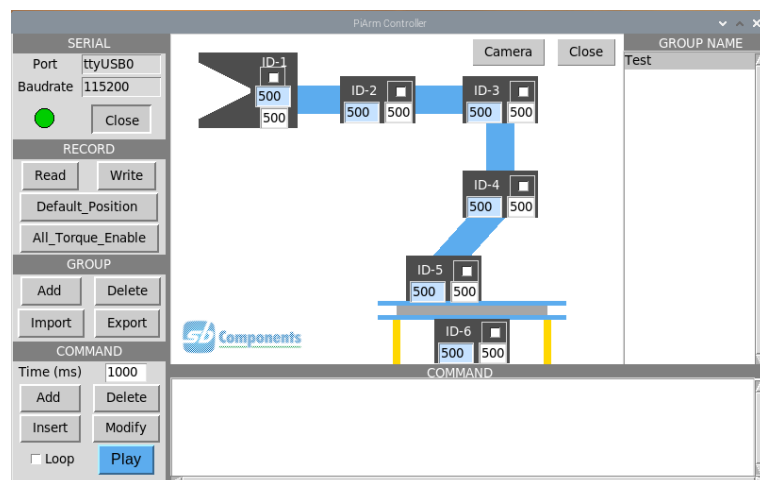 PiArm Controller
SERIAL
Port ttyUSB0
Baudrate 115200
Close
RECORD
Read Write
Default_Position
All_Torque_Enable
GROUP
Add Delete
Import Export
COMMAND
Time (ms) 1000
Add Delete
Insert Modify
Loop Play
Camera Close
ID-1
500
500
ID-2
500 500
ID-3
500 500
ID-4
500 500
ID-5
500 500
ID-6
500 500
sb Components
GROUP NAME
Test
COMMAND